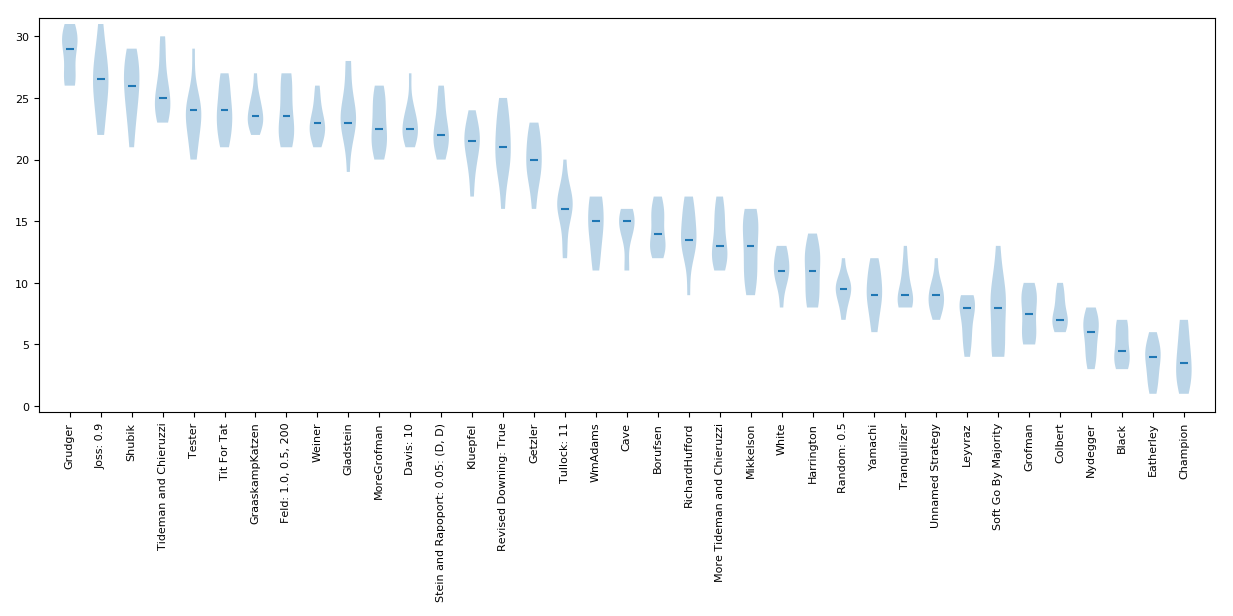 30
25
20
15
10
5
0
Grudger
Joss: 0.9
Shubik
Tideman and Chieruzzi
Tester
Tit For Tat
GraaskampKatzen
Feld: 1.0, 0.5, 200
Weiner
Gladstein
MoreGrofman
Davis: 10
Stein and Rapoport: 0.05: (D, D)
Kluepfel
Revised Downing: True
Getzler
Tullock: 11
WmAdams
Cave
Borufsen
RichardHufford
More Tideman and Chieruzzi
Mikkelson
White
Harrington
Random: 0.5
Yamachi
Tranquilizer
Unnamed Strategy
Leyvraz
Soft Go By Majority
Grofman
Colbert
Nydegger
Black
Eatherley
Champion